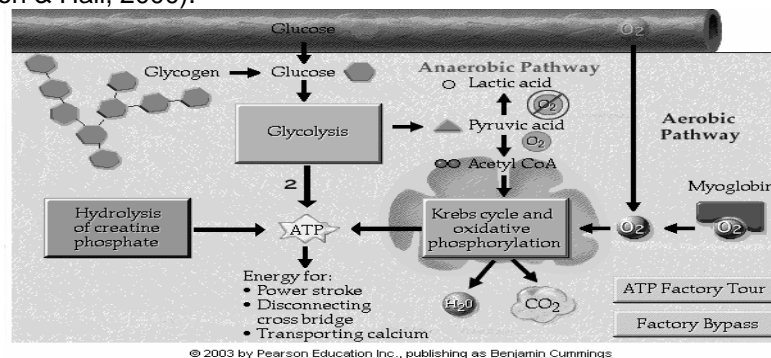 Glucose
O2
Glycogen
Glucose
Anaerobic Pathway
Lactic acid
O2
Glycolysis
Pyruvic acid
O2
Aerobic
Pathway
Acetyl CoA
2
Myoglobin
Hydrolysis
of creatine
phosphate
ATP
Krebs cycle and
oxidative
phosphorylation
O2
O2
Energy for:
• Power stroke
• Disconnecting
cross bridge
• Transporting calcium
H2O
CO2
ATP Factory Tour
Factory Bypass
© 2003 by Pearson Education Inc., publishing as Benjamin Cummings